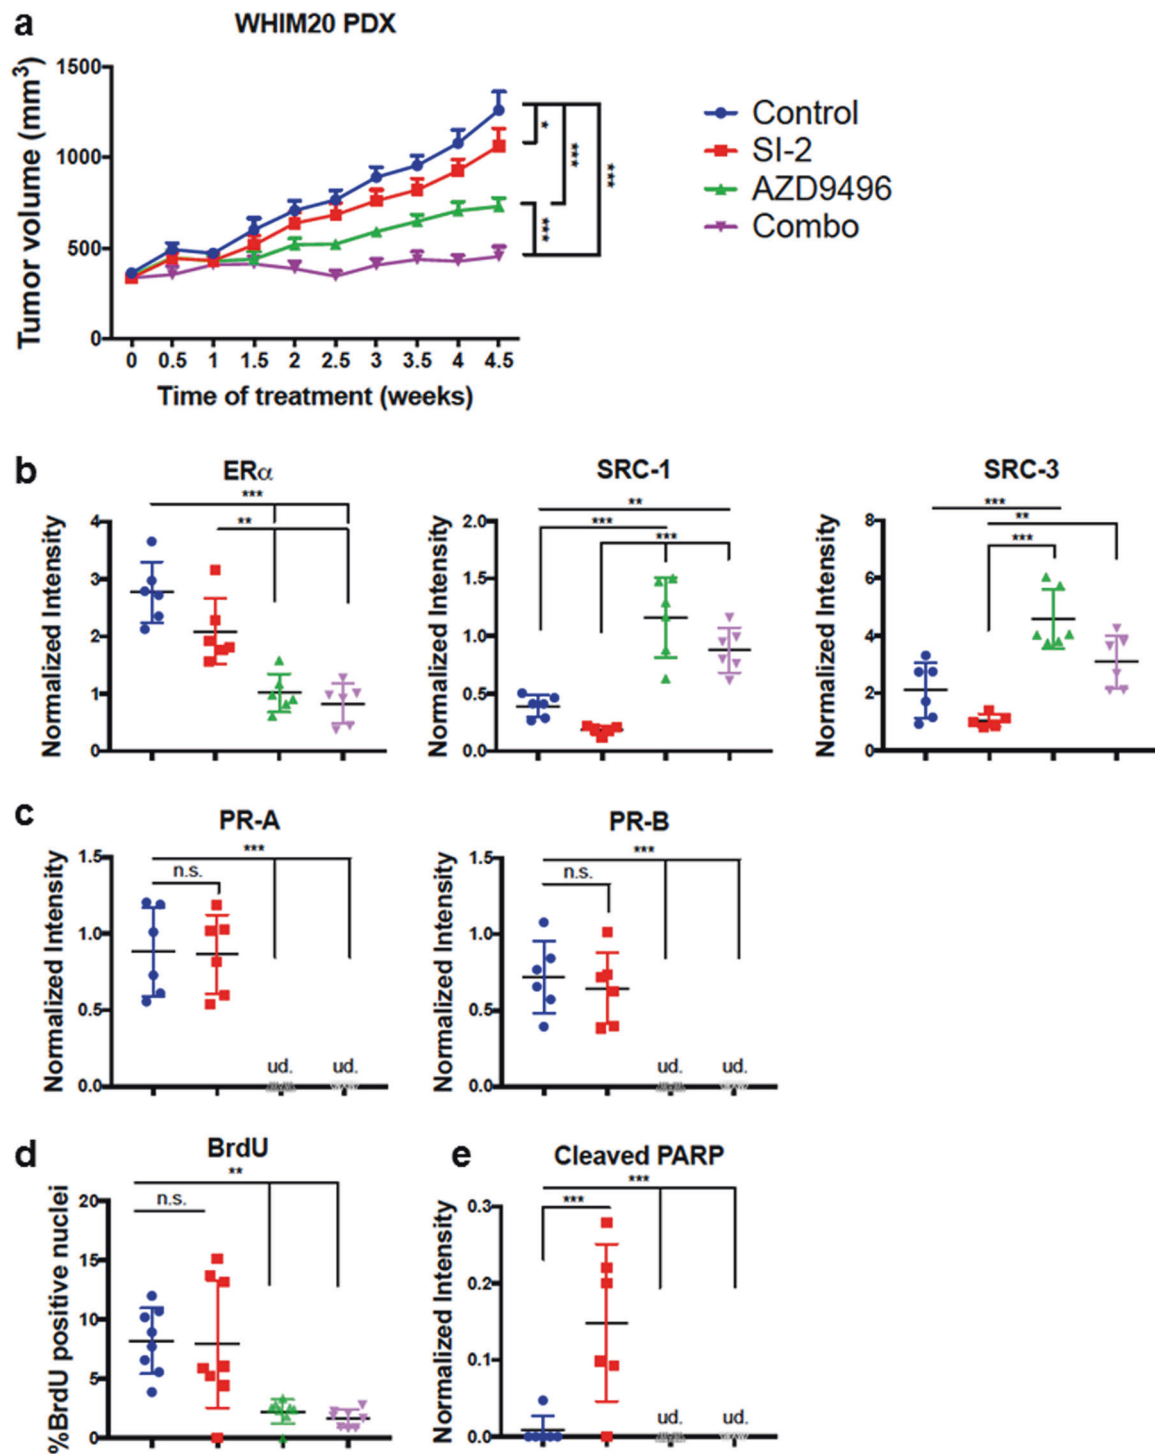 a
WHIM20 PDX
Tumor volume (mm3)
1500
1000
500
0
0 0.5 1 1.5 2 2.5 3 3.5 4 4.5
Time of treatment (weeks)
*
***
***
***
Control
SI-2
AZD9496
Combo
b
ERα
Normalized Intensity
4
3
2
1
0
***
**
SRC-1
Normalized Intensity
2.0
1.5
1.0
0.5
0.0
**
***
***
SRC-3
Normalized Intensity
8
6
4
2
0
***
**
***
c
PR-A
Normalized Intensity
1.5
1.0
0.5
0.0
***
n.s.
ud. ud.
PR-B
Normalized Intensity
1.5
1.0
0.5
0.0
***
n.s.
ud. ud.
d
BrdU
%BrdU positive nuclei
20
15
10
5
0
**
n.s.
e
Cleaved PARP
Normalized Intensity
0.3
0.2
0.1
0.0
***
***
ud. ud.